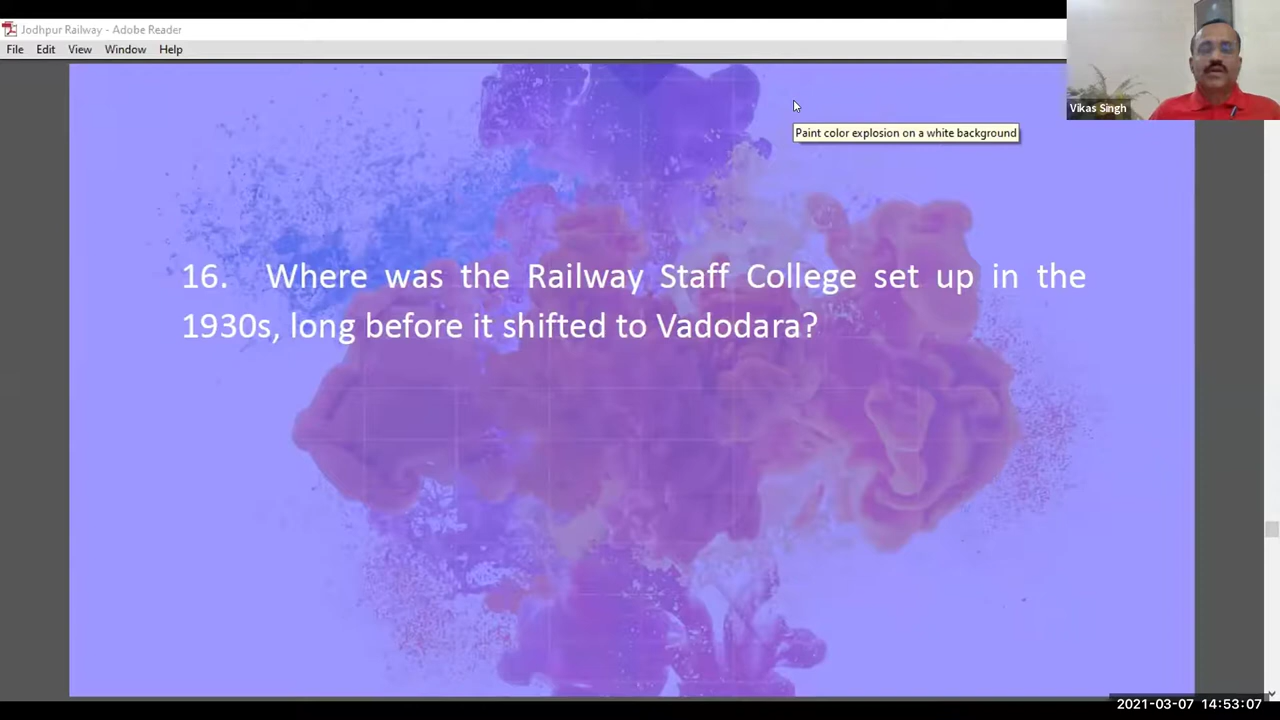 Jodhpur Railway - Adobe Reader
File Edit View Window Help
Vikas Singh
Paint color explosion on a white background
16. Where was the Railway Staff College set up in the
1930s, long before it shifted to Vadodara?
2021-03-07 14:53:07